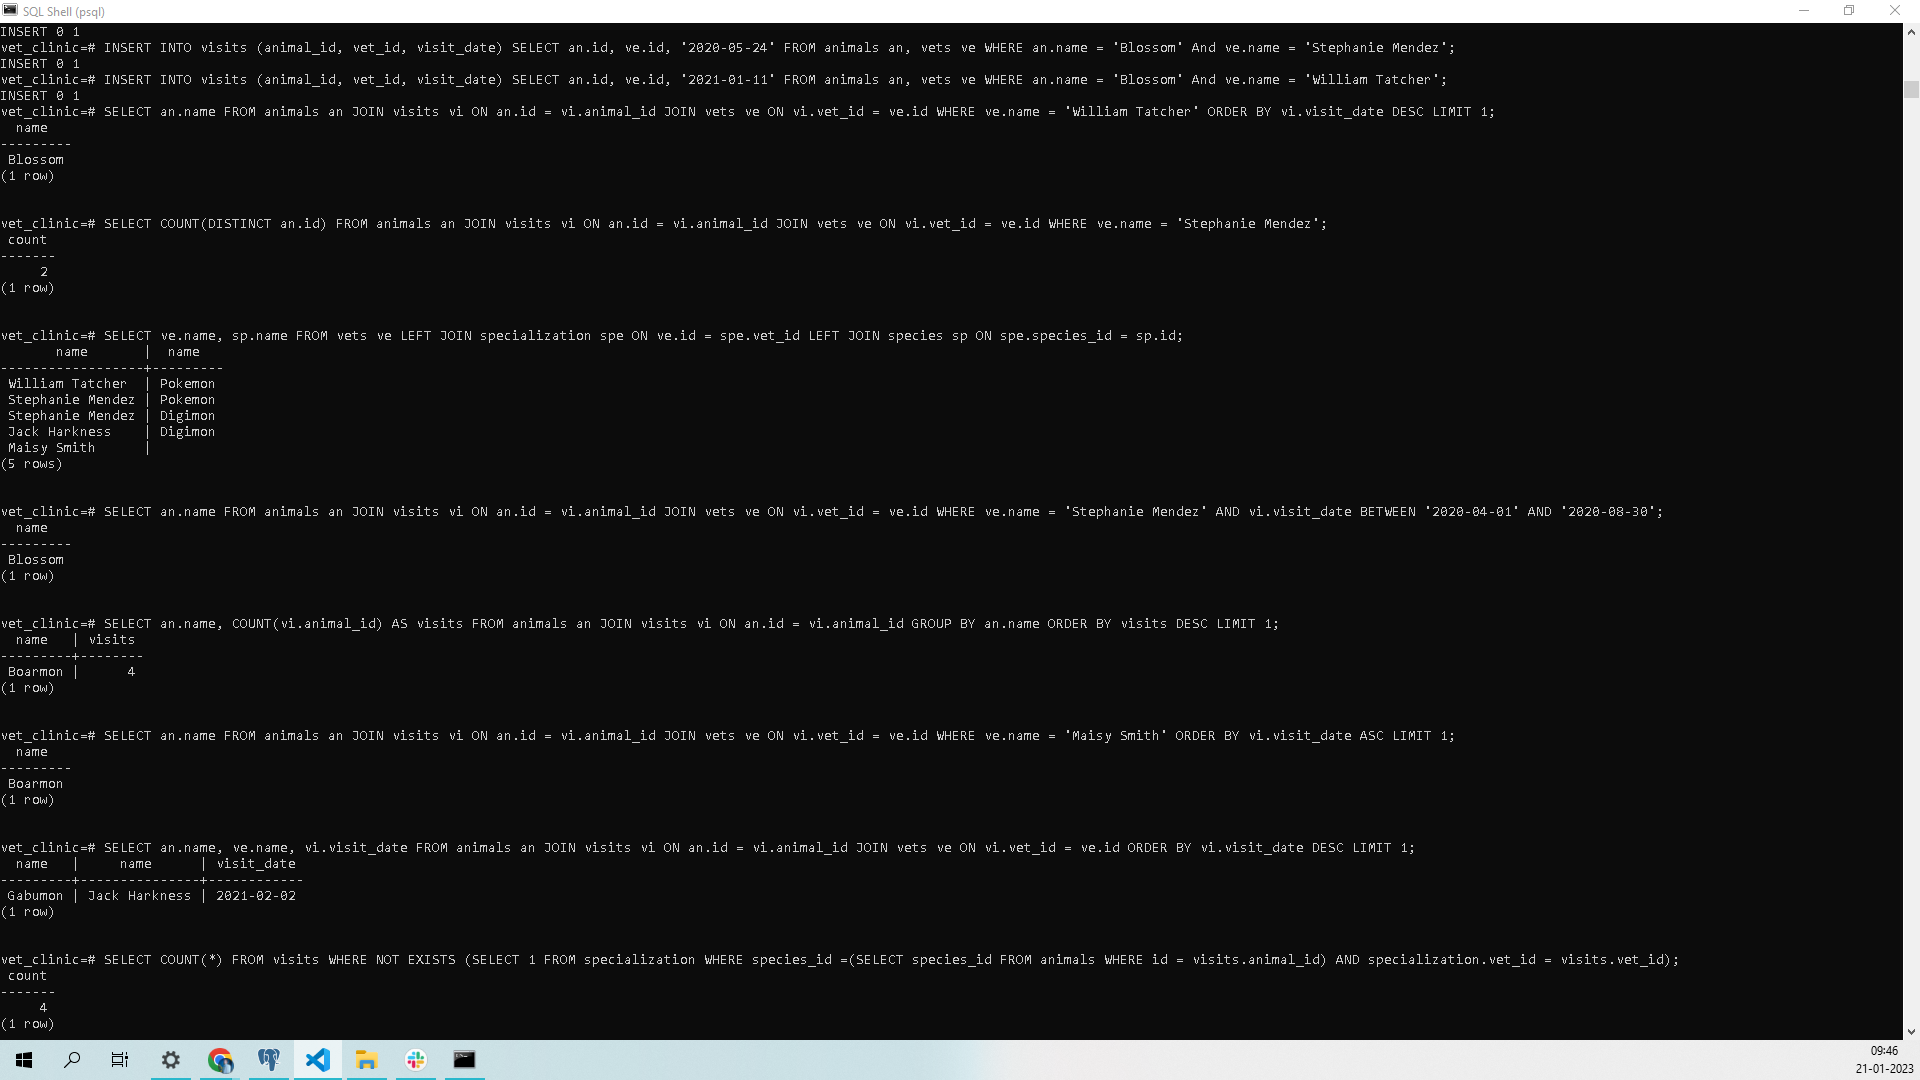 SQL Shell (psql)
INSERT 0 1
vet_clinic=# INSERT INTO visits (animal_id, vet_id, visit_date) SELECT an.id, ve.id, '2020-05-24' FROM animals an, vets ve WHERE an.name = 'Blossom' And ve.name = 'Stephanie Mendez';
INSERT 0 1
vet_clinic=# INSERT INTO visits (animal_id, vet_id, visit_date) SELECT an.id, ve.id, '2021-01-11' FROM animals an, vets ve WHERE an.name = 'Blossom' And ve.name = 'William Tatcher';
INSERT 0 1
vet_clinic=# SELECT an.name FROM animals an JOIN visits vi ON an.id = vi.animal_id JOIN vets ve ON vi.vet_id = ve.id WHERE ve.name = 'William Tatcher' ORDER BY vi.visit_date DESC LIMIT 1;
name
---------
Blossom
(1 row)
vet_clinic=# SELECT COUNT(DISTINCT an.id) FROM animals an JOIN visits vi ON an.id = vi.animal_id JOIN vets ve ON vi.vet_id = ve.id WHERE ve.name = 'Stephanie Mendez';
count
-------
2
(1 row)
vet_clinic=# SELECT ve.name, sp.name FROM vets ve LEFT JOIN specialization spe ON ve.id = spe.vet_id LEFT JOIN species sp ON spe.species_id = sp.id;
name | name
------------------+---------
William Tatcher | Pokemon
Stephanie Mendez | Pokemon
Stephanie Mendez | Digimon
Jack Harkness | Digimon
Maisy Smith |
(5 rows)
vet_clinic=# SELECT an.name FROM animals an JOIN visits vi ON an.id = vi.animal_id JOIN vets ve ON vi.vet_id = ve.id WHERE ve.name = 'Stephanie Mendez' AND vi.visit_date BETWEEN '2020-04-01' AND '2020-08-30';
name
---------
Blossom
(1 row)
vet_clinic=# SELECT an.name, COUNT(vi.animal_id) AS visits FROM animals an JOIN visits vi ON an.id = vi.animal_id GROUP BY an.name ORDER BY visits DESC LIMIT 1;
name | visits
---------+--------
Boarmon | 4
(1 row)
vet_clinic=# SELECT an.name FROM animals an JOIN visits vi ON an.id = vi.animal_id JOIN vets ve ON vi.vet_id = ve.id WHERE ve.name = 'Maisy Smith' ORDER BY vi.visit_date ASC LIMIT 1;
name
---------
Boarmon
(1 row)
vet_clinic=# SELECT an.name, ve.name, vi.visit_date FROM animals an JOIN visits vi ON an.id = vi.animal_id JOIN vets ve ON vi.vet_id = ve.id ORDER BY vi.visit_date DESC LIMIT 1;
name | name | visit_date
---------+---------------+------------
Gabumon | Jack Harkness | 2021-02-02
(1 row)
vet_clinic=# SELECT COUNT(*) FROM visits WHERE NOT EXISTS (SELECT 1 FROM specialization WHERE species_id =(SELECT species_id FROM animals WHERE id = visits.animal_id) AND specialization.vet_id = visits.vet_id);
count
-------
4
(1 row)
09:46
21-01-2023